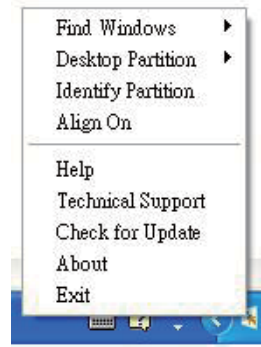 Find Windows
Desktop Partition
Identify Partition
Align On
Help
Technical Support
Check for Update
About
Exit